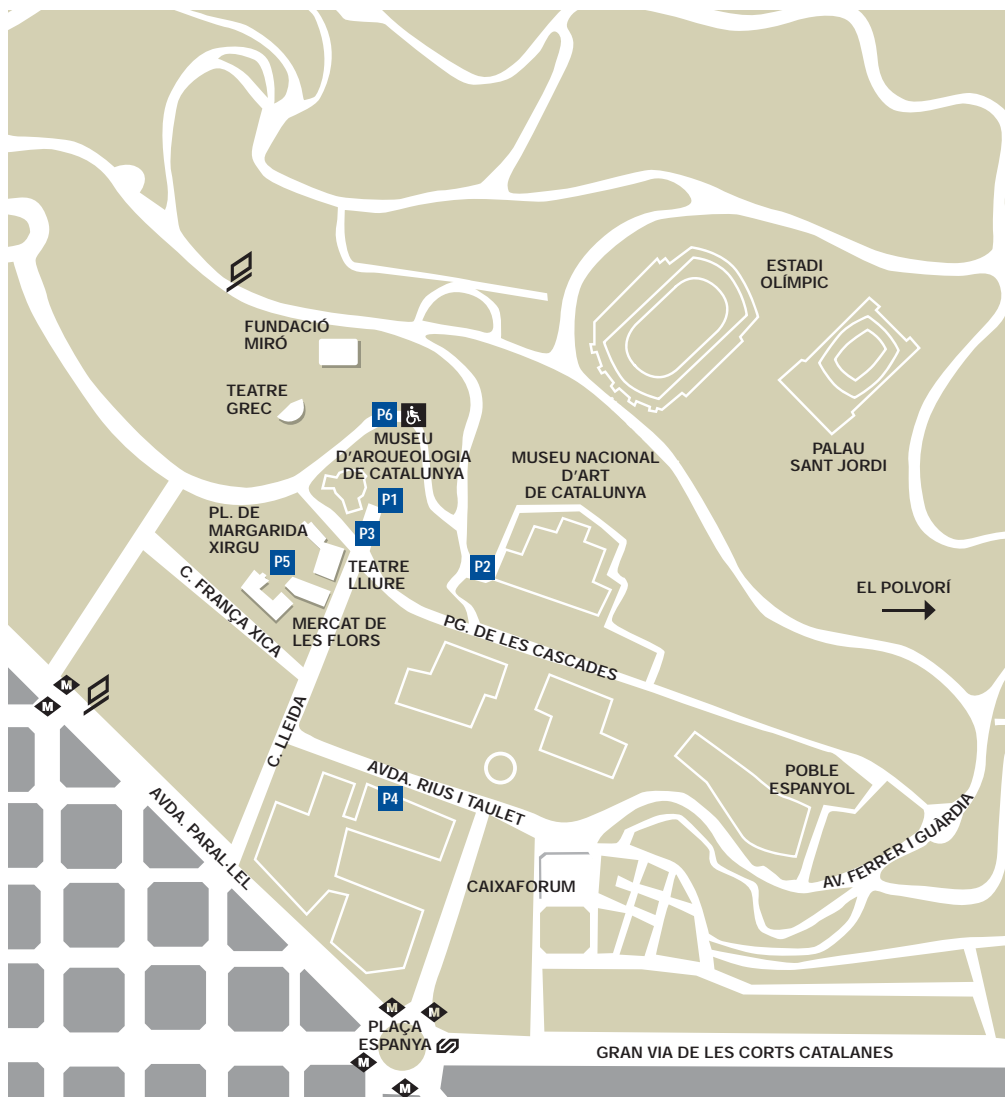 ESTADI
OLÍMPIC
FUNDACIÓ
MIRÓ
TEATRE
GREC
P6
MUSEU
D'ARQUEOLOGIA
DE CATALUNYA
PALAU
SANT JORDI
MUSEU NACIONAL
D'ART
DE CATALUNYA
P1
PL. DE
MARGARIDA
XIRGU
P3
P5
TEATRE
LLIURE
P2
C. FRANÇA XICA
MERCAT DE
LES FLORS
EL POLVORÍ
PG. DE LES CASCADES
M
M
C. LLEIDA
AVDA. RIUS I TAULET
P4
POBLE
ESPANYOL
AVDA. PARAL·LEL
AV. FERRER I GUÀRDIA
CAIXAFORUM
M
M
PLAÇA
ESPANYA
M
M
GRAN VIA DE LES CORTS CATALANES